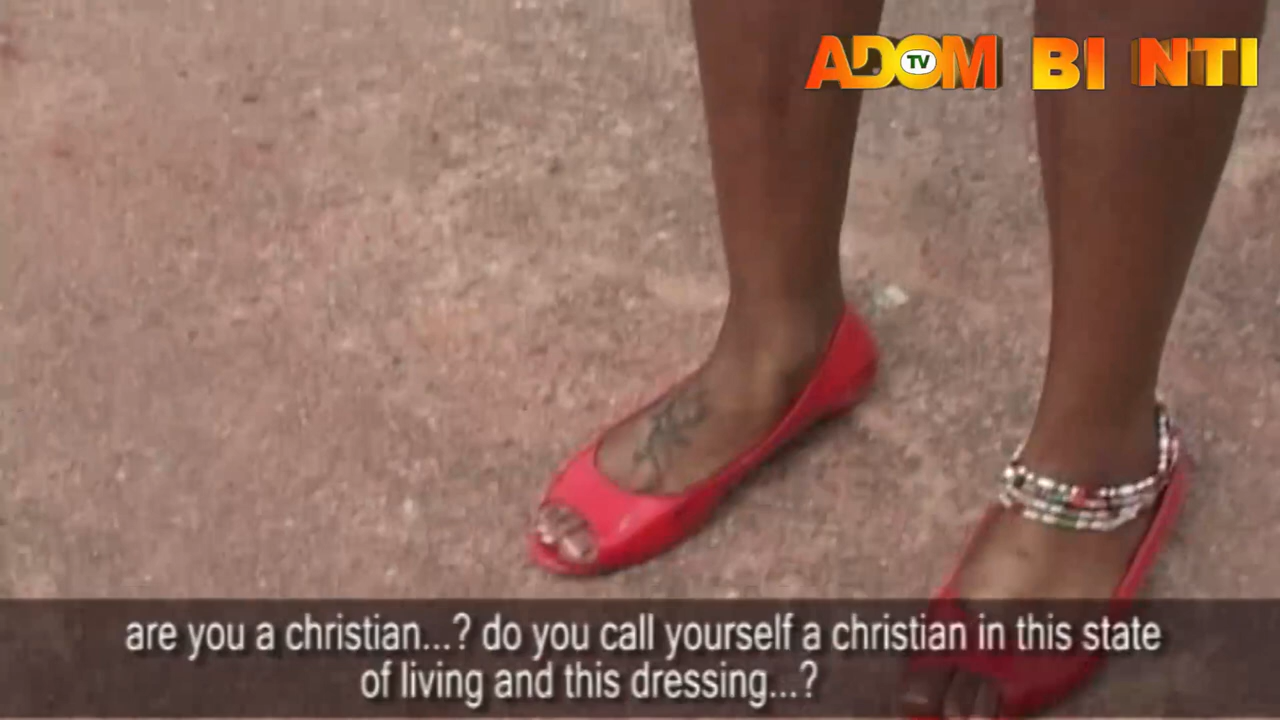 ADOM TV BI NTI
are you a christian...? do you call yourself a christian in this state
of living and this dressing...?